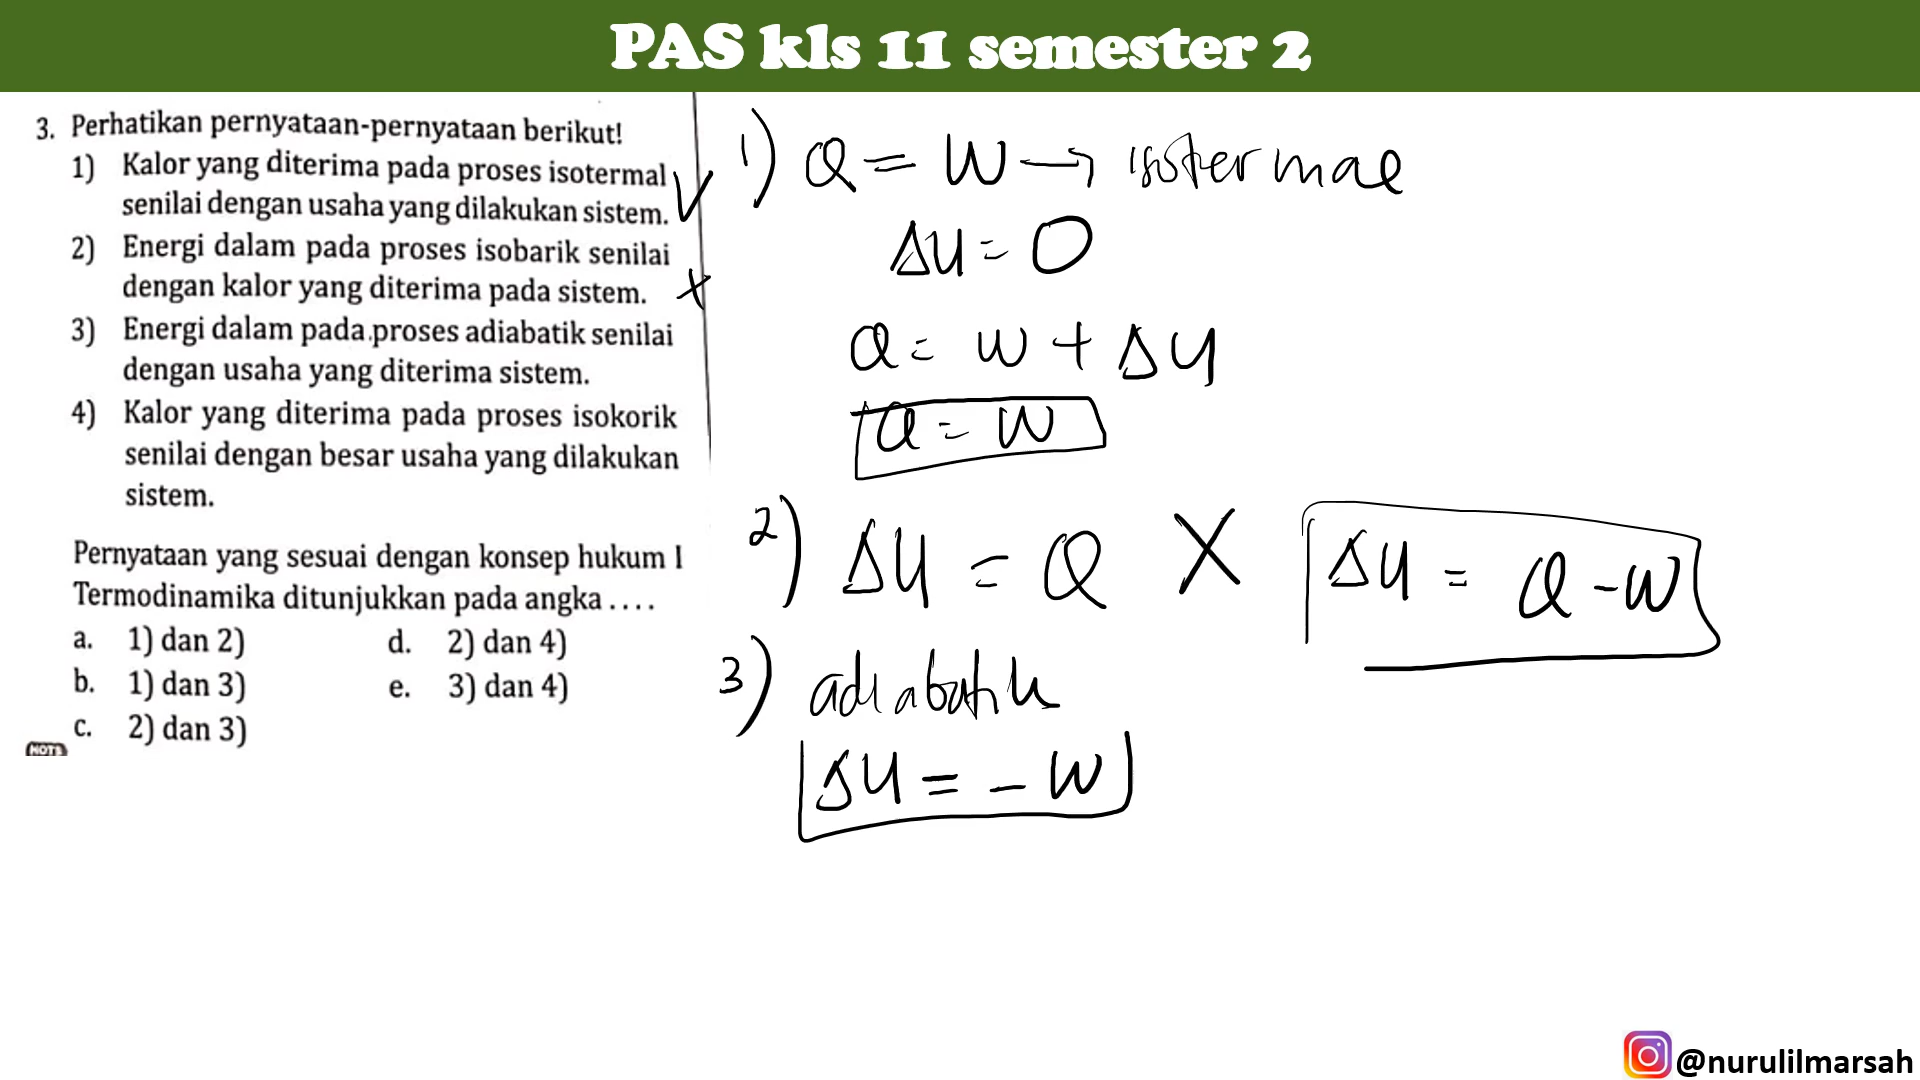 PAS kls 11 semester 2
3. Perhatikan pernyataan-pernyataan berikut!
1) Kalor yang diterima pada proses isotermal
senilai dengan usaha yang dilakukan sistem.
2) Energi dalam pada proses isobarik senilai
dengan kalor yang diterima pada sistem.
3) Energi dalam pada proses adiabatik senilai
dengan usaha yang diterima sistem.
4) Kalor yang diterima pada proses isokorik
senilai dengan besar usaha yang dilakukan
sistem.
Pernyataan yang sesuai dengan konsep hukum I
Termodinamika ditunjukkan pada angka . . . .
a. 1) dan 2)
b. 1) dan 3)
c. 2) dan 3)
d. 2) dan 4)
e. 3) dan 4)
HOTS
1) Q = W → isotermal
ΔU = 0
Q = W + ΔU
Q = W
2) ΔU = Q X
ΔU = Q - W
3) adiabatik
ΔU = - W
@nurulilmarsah